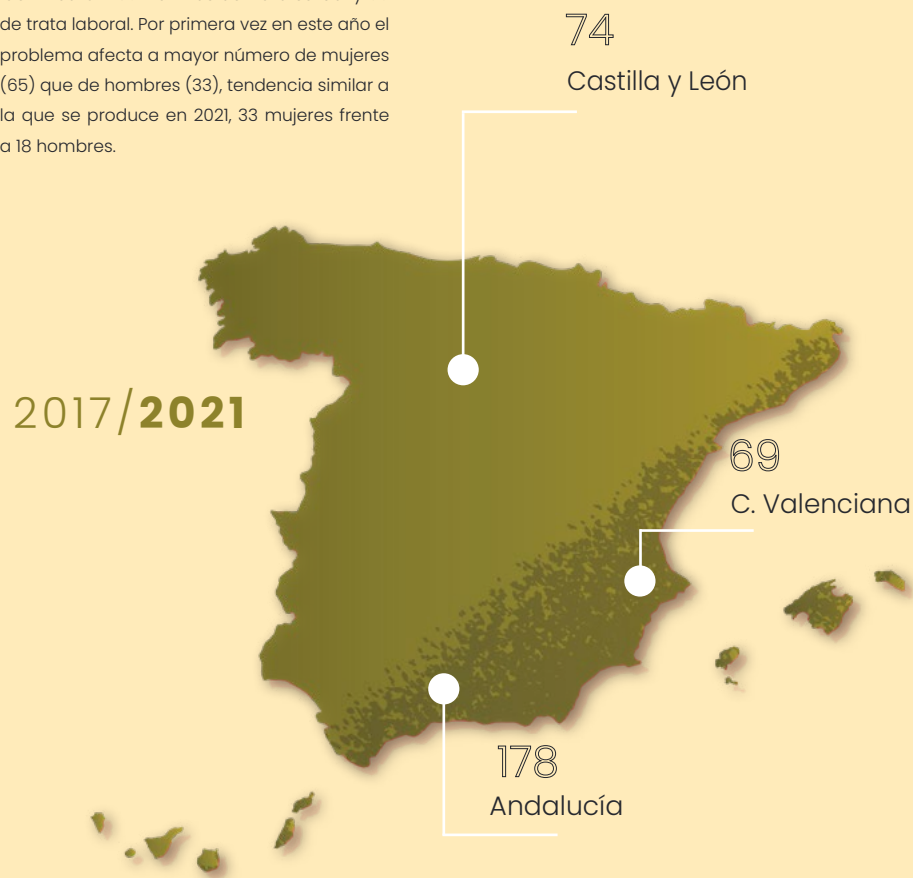 de trata laboral. Por primera vez en este año el
problema afecta a mayor número de mujeres
(65) que de hombres (33), tendencia similar a
la que se produce en 2021, 33 mujeres frente
a 18 hombres.
74
Castilla y León
2017/2021
69
C. Valenciana
178
Andalucía